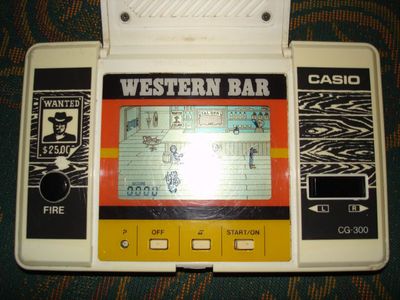 WESTERN BAR
WANTED
$25.00
FIRE
CASIO
L R
CG-300
OFF
START/ON